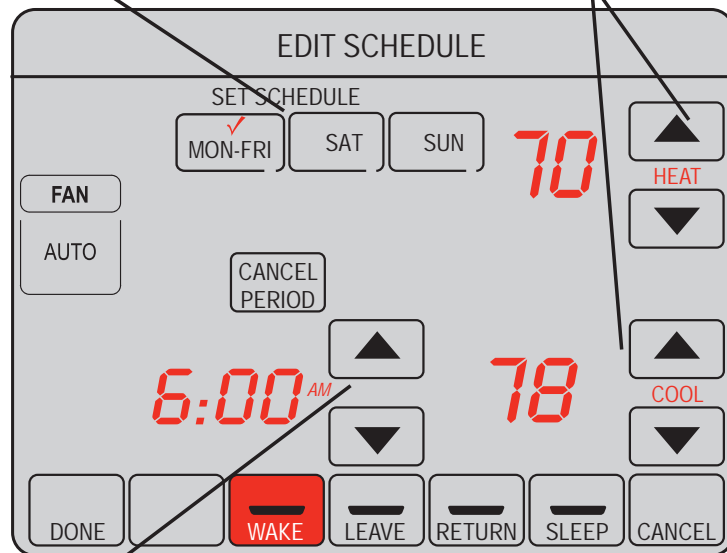 EDIT SCHEDULE
SET SCHEDULE
MON-FRI SAT SUN
70
HEAT
FAN
AUTO
CANCEL
PERIOD
6:00 AM
78
COOL
DONE WAKE LEAVE RETURN SLEEP CANCEL